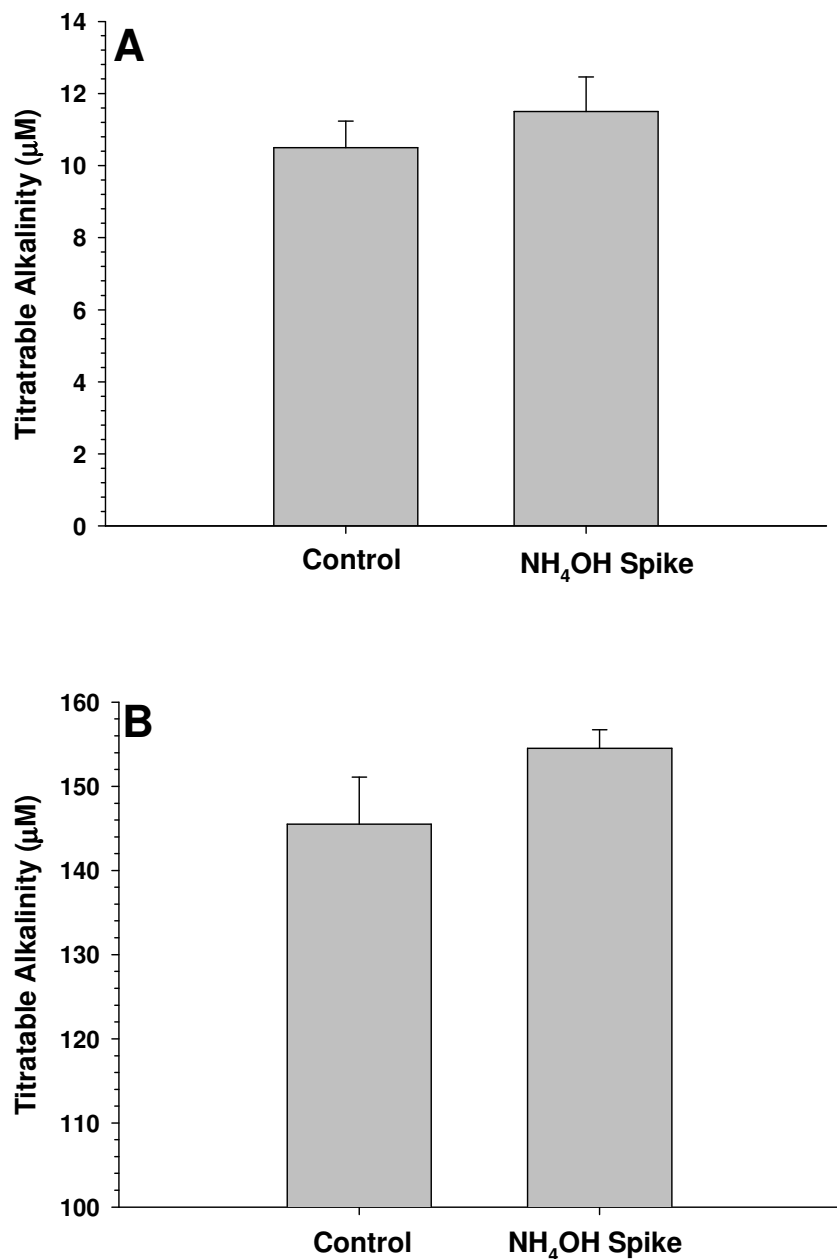 A
14
12
10
8
6
4
2
0
Titratrable Alkalinity (μM)
Control
NH₄OH Spike
B
160
150
140
130
120
110
100
Titratable Alkalinity (μM)
Control
NH₄OH Spike